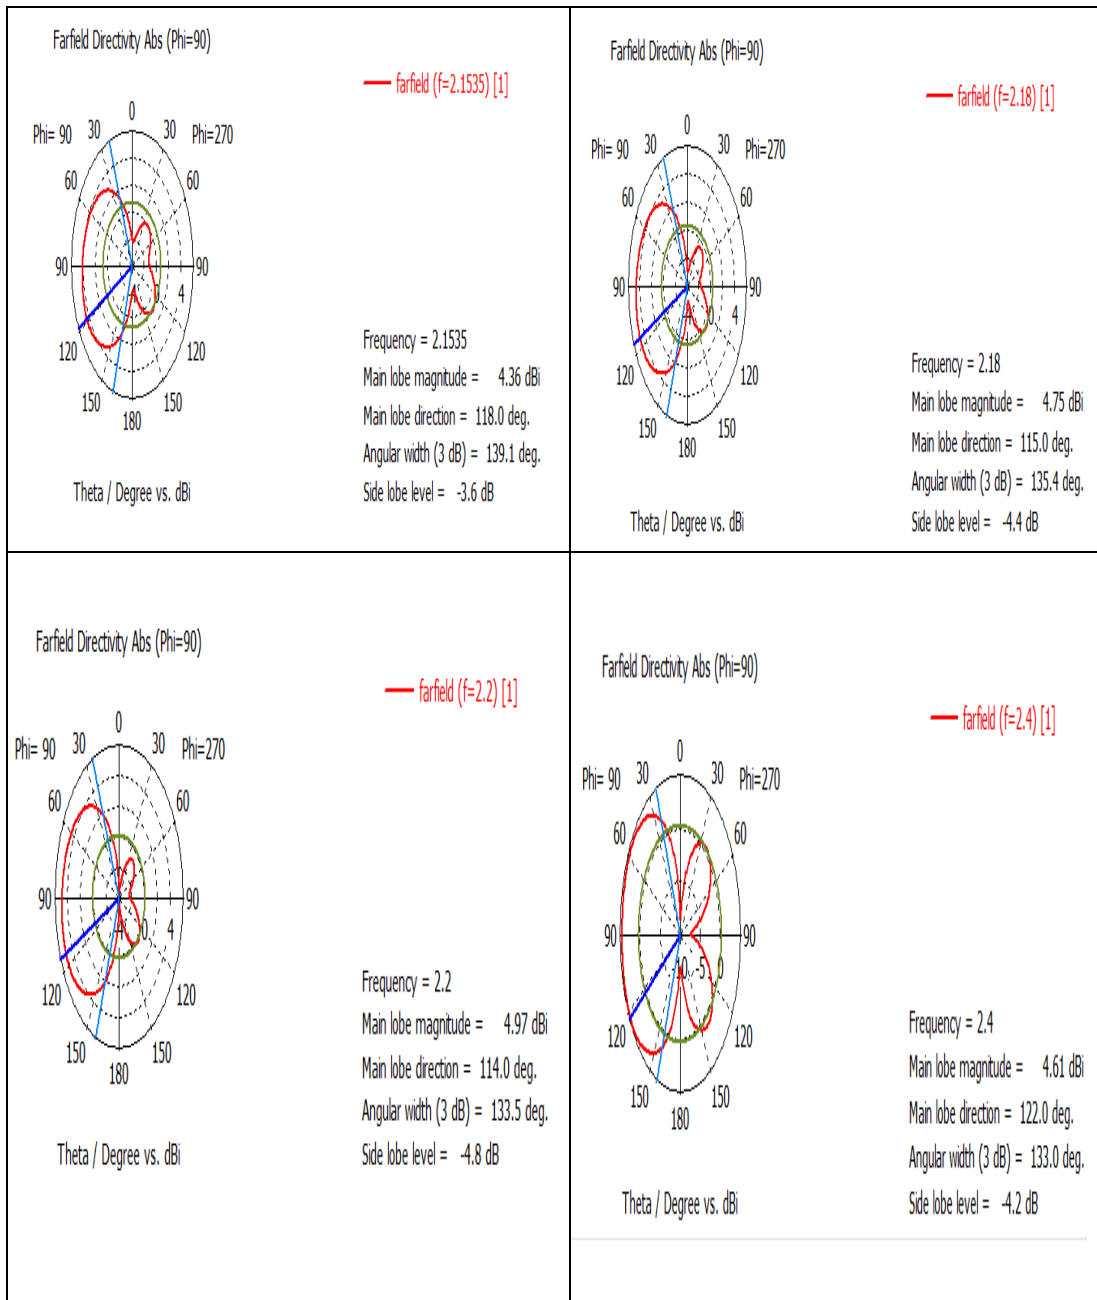 Farfield Directivity Abs (Phi=90)
farfield (f=2.1535) [1]
0
Phi= 90 30 30 Phi=270
60 60
90 90
0 4
120 120
150 150
180
Frequency = 2.1535
Main lobe magnitude = 4.36 dBi
Main lobe direction = 118.0 deg.
Angular width (3 dB) = 139.1 deg.
Side lobe level = -3.6 dB
Theta / Degree vs. dBi
Farfield Directivity Abs (Phi=90)
farfield (f=2.18) [1]
0
Phi= 90 30 30 Phi=270
60 60
90 90
-4 0 4
120 120
150 150
180
Frequency = 2.18
Main lobe magnitude = 4.75 dBi
Main lobe direction = 115.0 deg.
Angular width (3 dB) = 135.4 deg.
Side lobe level = -4.4 dB
Theta / Degree vs. dBi
Farfield Directivity Abs (Phi=90)
farfield (f=2.2) [1]
0
Phi= 90 30 30 Phi=270
60 60
90 90
-4 0 4
120 120
150 150
180
Frequency = 2.2
Main lobe magnitude = 4.97 dBi
Main lobe direction = 114.0 deg.
Angular width (3 dB) = 133.5 deg.
Side lobe level = -4.8 dB
Theta / Degree vs. dBi
Farfield Directivity Abs (Phi=90)
farfield (f=2.4) [1]
0
Phi= 90 30 30 Phi=270
60 60
90 90
-10 -5 0
120 120
150 150
180
Frequency = 2.4
Main lobe magnitude = 4.61 dBi
Main lobe direction = 122.0 deg.
Angular width (3 dB) = 133.0 deg.
Side lobe level = -4.2 dB
Theta / Degree vs. dBi